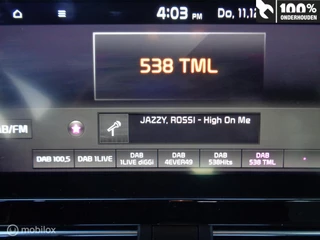 4:03 PM
Do, 11.12
100%
ONDERHOUDEN
538 TML
AB/FM
JAZZY, ROSSI - High On Me
DAB 100,5
DAB 1LIVE
DAB
1LIVE diGGi
DAB
4EVER49
DAB
538Hits
DAB
538 TML
mobilox